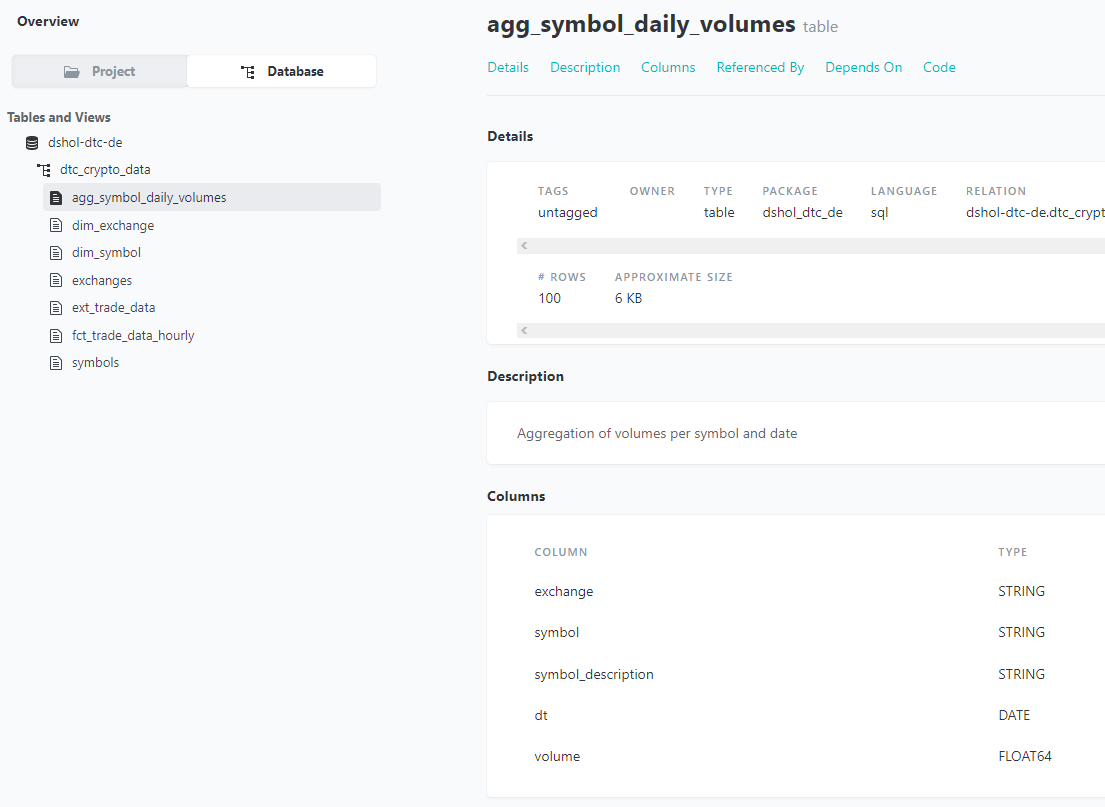 Overview
Project
Database
Tables and Views
dshol-dtc-de
dtc_crypto_data
agg_symbol_daily_volumes
dim_exchange
dim_symbol
exchanges
ext_trade_data
fct_trade_data_hourly
symbols
agg_symbol_daily_volumes table
Details Description Columns Referenced By Depends On Code
Details
TAGS OWNER TYPE PACKAGE LANGUAGE RELATION
untagged table dshol_dtc_de sql dshol-dtc-de.dtc_crypt
# ROWS APPROXIMATE SIZE
100 6 KB
Description
Aggregation of volumes per symbol and date
Columns
COLUMN TYPE
exchange STRING
symbol STRING
symbol_description STRING
dt DATE
volume FLOAT64